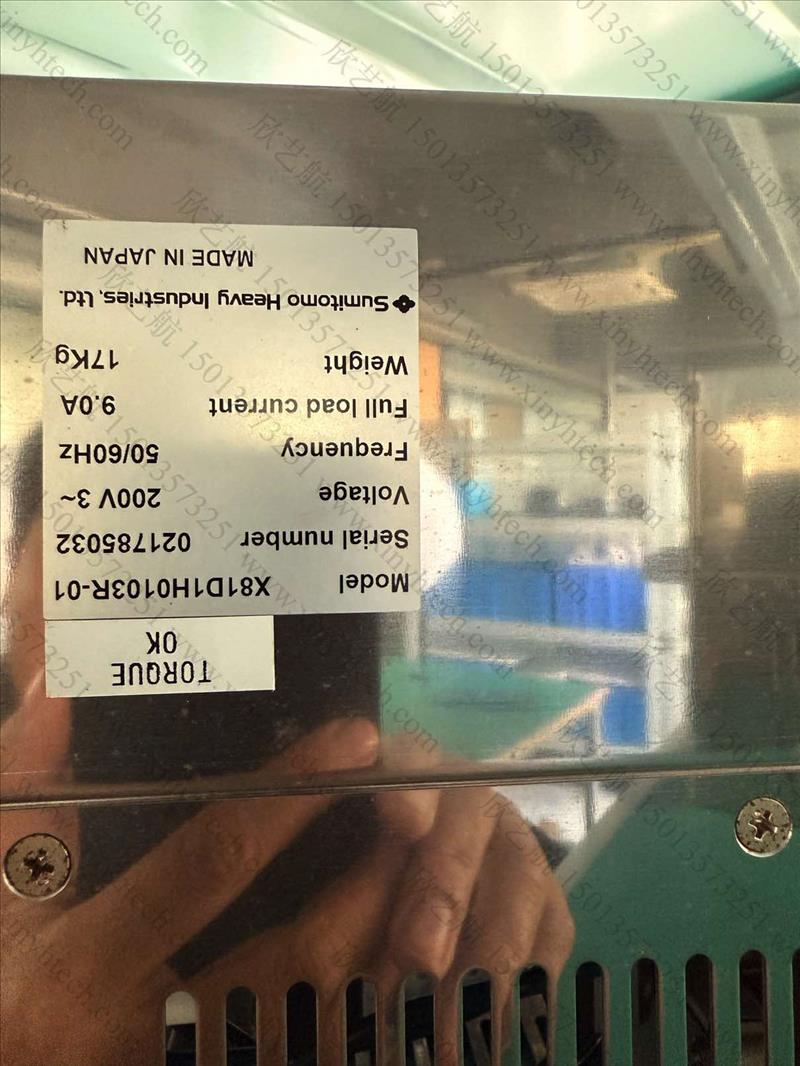 Model X81D1H0103R-01
Serial number 021785032
Voltage 200V 3~
Frequency 50/60Hz
Full load current 9.0A
Weight 17Kg
Sumitomo Heavy Industries, Ltd.
MADE IN JAPAN
TORQUE
OK
欣艺航 15013573251 www.xinyhtech.com